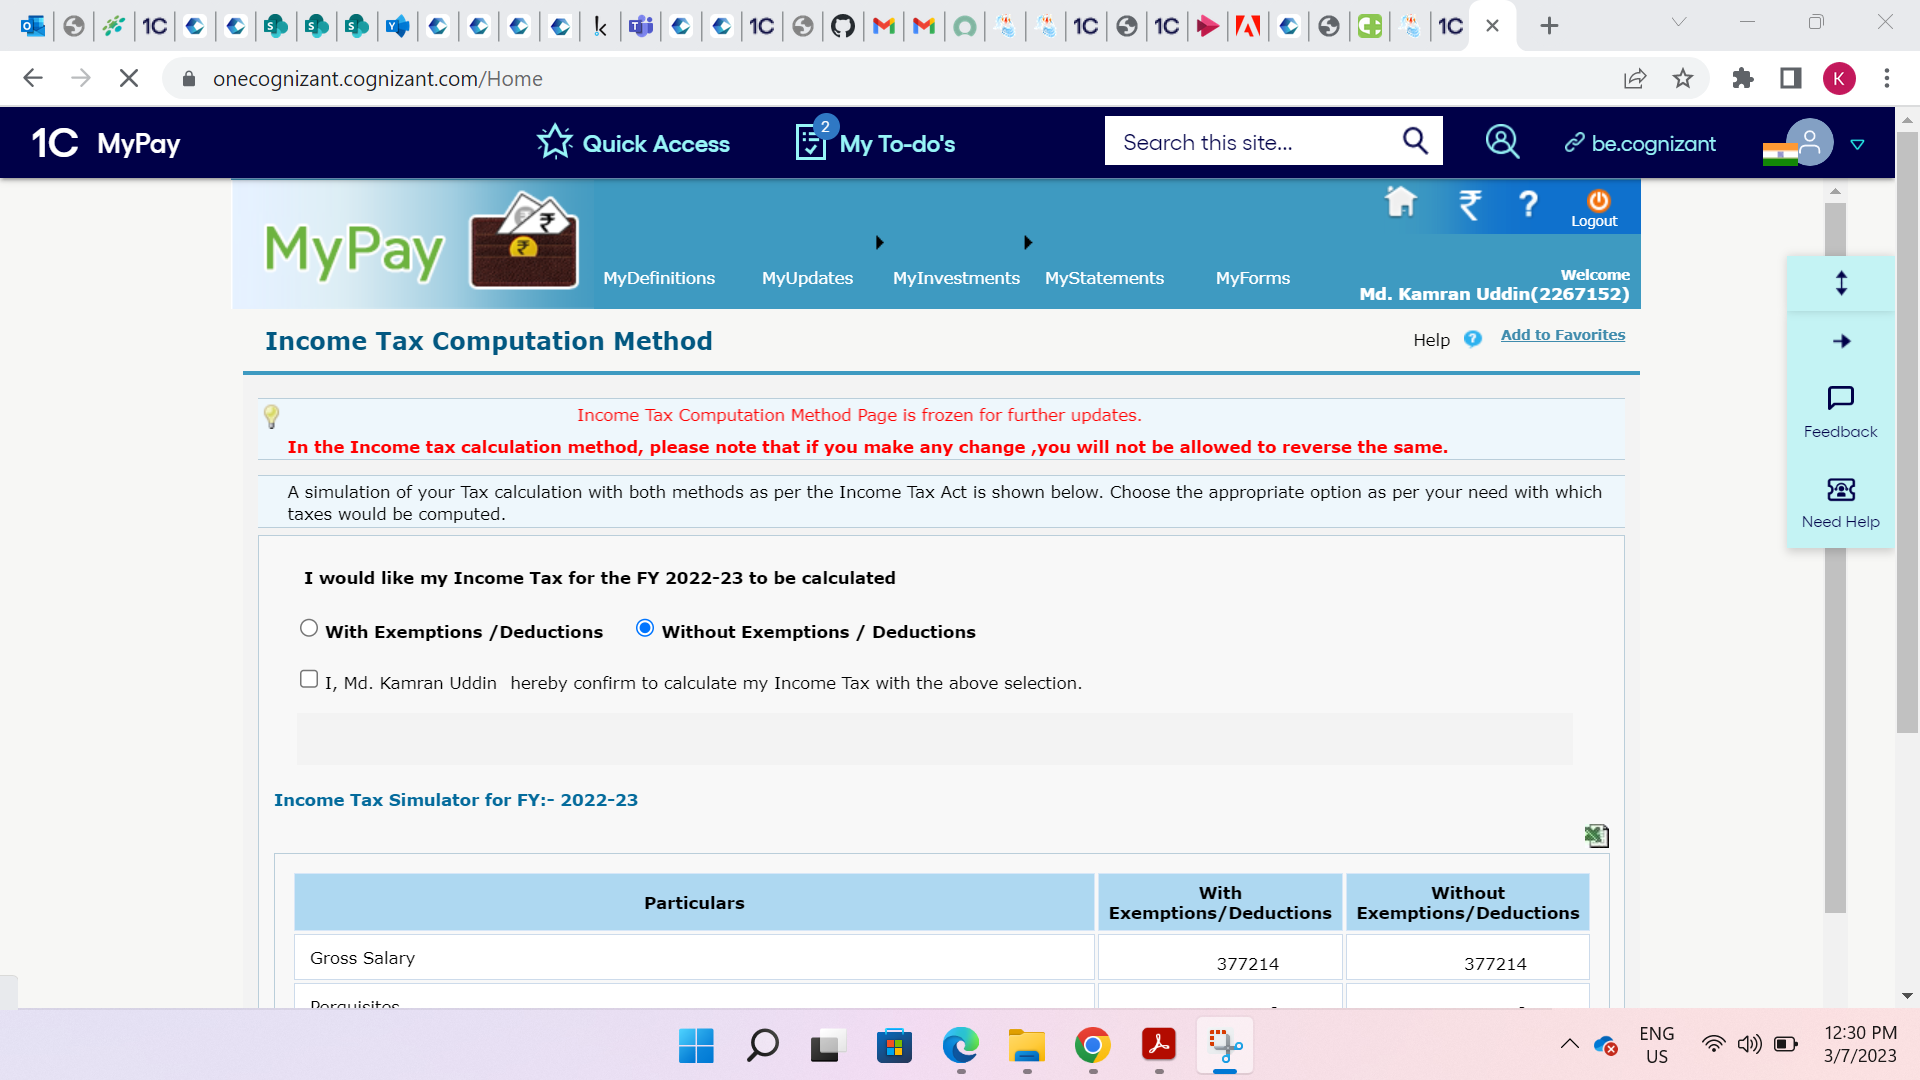 onecognizant.cognizant.com/Home
K
1C MyPay
Quick Access
2
My To-do's
Search this site...
be.cognizant
MyPay
Logout
MyDefinitions
MyUpdates
MyInvestments
MyStatements
MyForms
Welcome
Md. Kamran Uddin(2267152)
Income Tax Computation Method
Help
Add to Favorites
Income Tax Computation Method Page is frozen for further updates.
In the Income tax calculation method, please note that if you make any change ,you will not be allowed to reverse the same.
Feedback
A simulation of your Tax calculation with both methods as per the Income Tax Act is shown below. Choose the appropriate option as per your need with which
taxes would be computed.
Need Help
I would like my Income Tax for the FY 2022-23 to be calculated
With Exemptions /Deductions
Without Exemptions / Deductions
I, Md. Kamran Uddin hereby confirm to calculate my Income Tax with the above selection.
Income Tax Simulator for FY:- 2022-23
Particulars
With
Exemptions/Deductions
Without
Exemptions/Deductions
Gross Salary
377214
377214
Perquisites
-
-
ENG
US
12:30 PM
3/7/2023